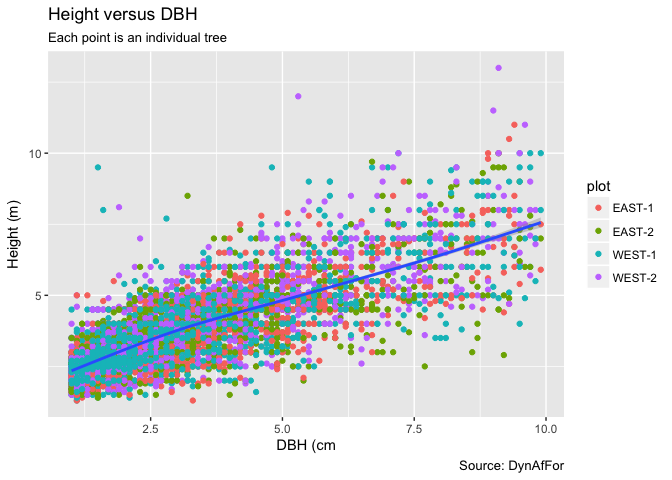 Height versus DBH
Each point is an individual tree
Height (m)
10
5
2.5
5.0
7.5
10.0
DBH (cm
plot
EAST-1
EAST-2
WEST-1
WEST-2
Source: DynAfFor